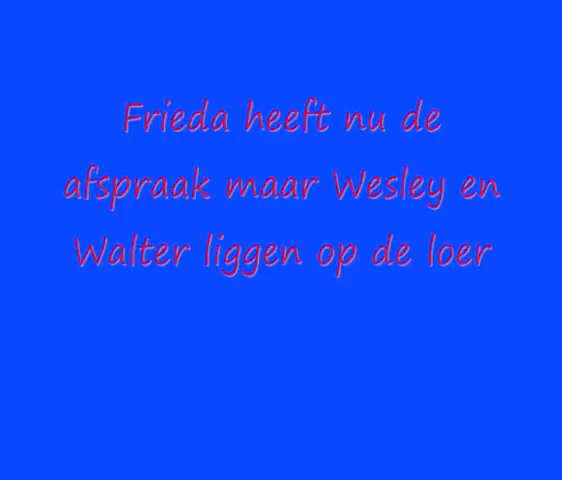 Frieda heeft nu de
afspraak maar Wesley en
Walter liggen op de loer